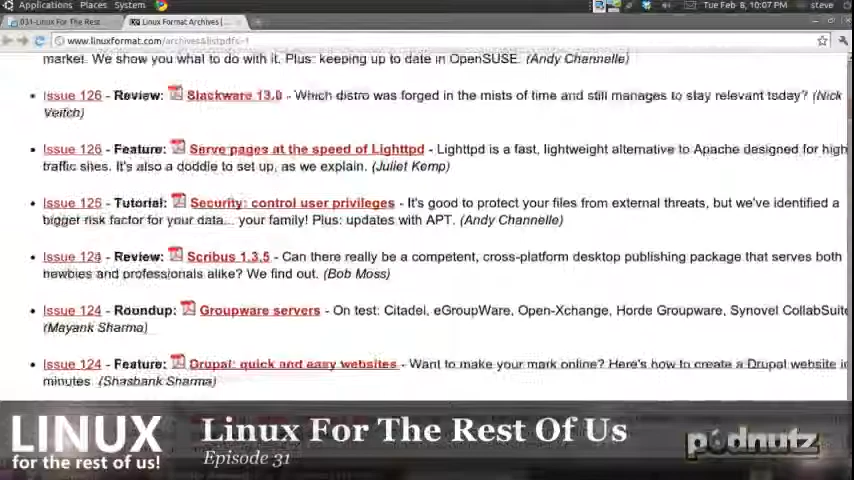 Applications Places System Tue Feb 8, 10:07 PM steve
031-Linux For The Rest Linux Format Archives |...
www.linuxformat.com/archives&listpdfs=1
market. We show you what to do with it. Plus: keeping up to date in OpenSUSE. (Andy Channelle)
Issue 126 - Review: Slackware 13.0 - Which distro was forged in the mists of time and still manages to stay relevant today? (Nick
Veitch)
Issue 126 - Feature: Serve pages at the speed of Lighttpd - Lighttpd is a fast, lightweight alternative to Apache designed for high
traffic sites. It's also a doddle to set up, as we explain. (Juliet Kemp)
Tutorial: Security: control user privileges - It's good to protect your files from external threats, but we've identified a
bigger risk factor for your data... your family! Plus: updates with APT. (Andy Channelle)
Issue 124 - Review: Scribus 1.3.5 - Can there really be a competent, cross-platform desktop publishing package that serves both
newbies and professionals alike? We find out. (Bob Moss)
Issue 124 - Roundup: Groupware servers - On test: Citadel, eGroupWare, Open-Xchange, Horde Groupware, Synovel CollabSuite
(Mayank Sharma)
Issue 124 - Feature: Drupal: quick and easy websites - Want to make your mark online? Here's how to create a Drupal website in
minutes. (Shashank Sharma)
LINUX
for the rest of us!
Linux For The Rest Of Us
Episode 31
podnutz